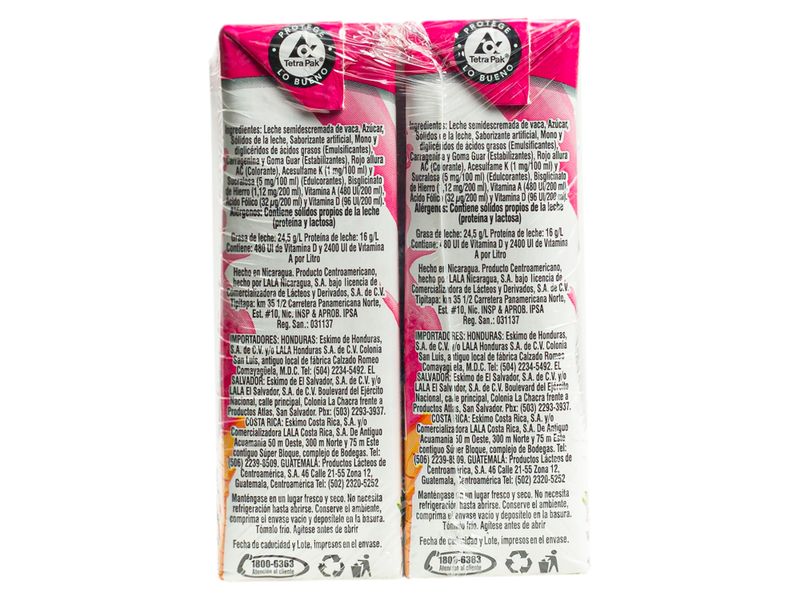 PROTEGE
Tetra Pak
LO BUENO
Ingredientes: Leche semidescremada de vaca, Azúcar,
Sólidos de la leche, Saborizante artificial, Mono y
diglicéridos de ácidos grasos (Emulsificantes),
Carragenina y Goma Guar (Estabilizantes), Rojo allura
AC (Colorante), Acesulfame K (1 mg/100 ml) y
Sucralosa (5 mg/100 ml) (Edulcorantes), Bisglicinato
de Hierro (1,12 mg/200 ml), Vitamina A (480 UI/200 ml),
Ácido Fólico (32 µg/200 ml) y Vitamina D (96 UI/200 ml).
Alérgenos: Contiene sólidos propios de la leche
(proteína y lactosa)
Grasa de leche: 24,5 g/L Proteína de leche: 16 g/L
Contiene: 480 UI de Vitamina D y 2400 UI de Vitamina
A por Litro
Hecho en Nicaragua. Producto Centroamericano,
hecho por LALA Nicaragua, S.A. bajo licencia de
Comercializadora de Lácteos y Derivados, S.A. de C.V.
Tipitapa: km 35 1/2 Carretera Panamericana Norte,
Est. #10, Nic. INSP & APROB. IPSA
Reg. San.: 031137
IMPORTADORES: HONDURAS: Eskimo de Honduras,
S.A. de C.V. y/o LALA Honduras S.A. de C.V. Colonia
San Luis, antiguo local de fábrica Calzado Romeo
Comayagüela, M.D.C. Tel: (504) 2234-5492. EL
SALVADOR: Eskimo de El Salvador, S.A. de C.V. y/o
LALA El Salvador, S.A. de C.V. Boulevard del Ejército
Nacional, calle principal, Colonia La Chacra frente a
Productos Atlas, San Salvador. Pbx: (503) 2293-3937.
COSTA RICA: Eskimo Costa Rica, S.A. y/o
Comercializadora LALA Costa Rica, S.A. De Antiguo
Acuamania 50 m Oeste, 300 m Norte y 75 m Este
contiguo Súper Bloque, complejo de Bodegas. Tel:
(506) 2239-8509. GUATEMALA: Productos Lácteos de
Centroamérica, S.A. 46 Calle 21-55 Zona 12,
Guatemala, Centroamérica Tel: (502) 2320-5252
Manténgase en un lugar fresco y seco. No necesita
refrigeración hasta abrirse. Conserve el ambiente,
comprima el envase vacío y deposítelo en la basura.
Tómalo frío. Agítese antes de abrir
Fecha de caducidad y Lote, impresos en el envase.
1800-6363
Atención al cliente
PROTEGE
Tetra Pak
LO BUENO
Ingredientes: Leche semidescremada de vaca, Azúcar,
Sólidos de la leche, Saborizante artificial, Mono y
diglicéridos de ácidos grasos (Emulsificantes),
Carragenina y Goma Guar (Estabilizantes), Rojo allura
AC (Colorante), Acesulfame K (1 mg/100 ml) y
Sucralosa (5 mg/100 ml) (Edulcorantes), Bisglicinato
de Hierro (1,12 mg/200 ml), Vitamina A (480 UI/200 ml),
Ácido Fólico (32 µg/200 ml) y Vitamina D (96 UI/200 ml).
Alérgenos: Contiene sólidos propios de la leche
(proteína y lactosa)
Grasa de leche: 24,5 g/L Proteína de leche: 16 g/L
Contiene: 480 UI de Vitamina D y 2400 UI de Vitamina
A por Litro
Hecho en Nicaragua. Producto Centroamericano,
hecho por LALA Nicaragua, S.A. bajo licencia de
Comercializadora de Lácteos y Derivados, S.A. de C.V.
Tipitapa: km 35 1/2 Carretera Panamericana Norte,
Est. #10, Nic. INSP & APROB. IPSA
Reg. San.: 031137
IMPORTADORES: HONDURAS: Eskimo de Honduras,
S.A. de C.V. y/o LALA Honduras S.A. de C.V. Colonia
San Luis, antiguo local de fábrica Calzado Romeo
Comayagüela, M.D.C. Tel: (504) 2234-5492. EL
SALVADOR: Eskimo de El Salvador, S.A. de C.V. y/o
LALA El Salvador, S.A. de C.V. Boulevard del Ejército
Nacional, calle principal, Colonia La Chacra frente a
Productos Atlas, San Salvador. Pbx: (503) 2293-3937.
COSTA RICA: Eskimo Costa Rica, S.A. y/o
Comercializadora LALA Costa Rica, S.A. De Antiguo
Acuamania 50 m Oeste, 300 m Norte y 75 m Este
contiguo Súper Bloque, complejo de Bodegas. Tel:
(506) 2239-8509. GUATEMALA: Productos Lácteos de
Centroamérica, S.A. 46 Calle 21-55 Zona 12,
Guatemala, Centroamérica Tel: (502) 2320-5252
Manténgase en un lugar fresco y seco. No necesita
refrigeración hasta abrirse. Conserve el ambiente,
comprima el envase vacío y deposítelo en la basura.
Tómalo frío. Agítese antes de abrir
Fecha de caducidad y Lote, impresos en el envase.
1800-6363
Atención al cliente